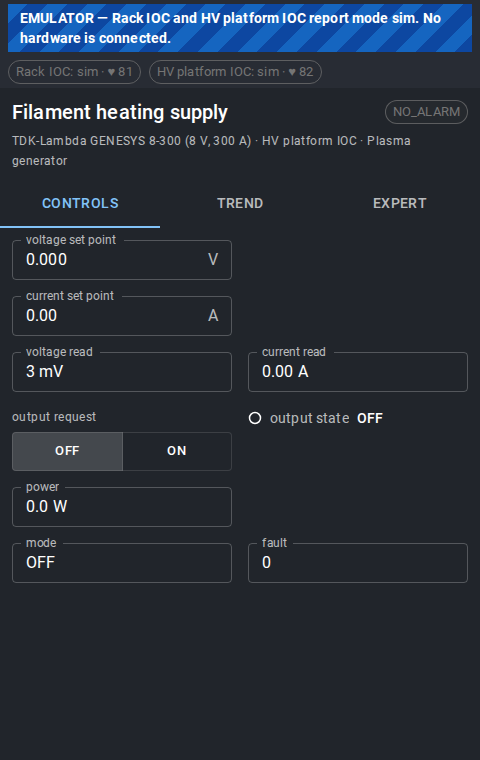 EMULATOR — Rack IOC and HV platform IOC report mode sim. No
hardware is connected.
Rack IOC: sim · ♥ 81
HV platform IOC: sim · ♥ 82
Filament heating supply
NO_ALARM
TDK-Lambda GENESYS 8-300 (8 V, 300 A) · HV platform IOC · Plasma
generator
CONTROLS
TREND
EXPERT
voltage set point
0.000 V
current set point
0.00 A
voltage read
3 mV
current read
0.00 A
output request
OFF
ON
output state OFF
power
0.0 W
mode
OFF
fault
0